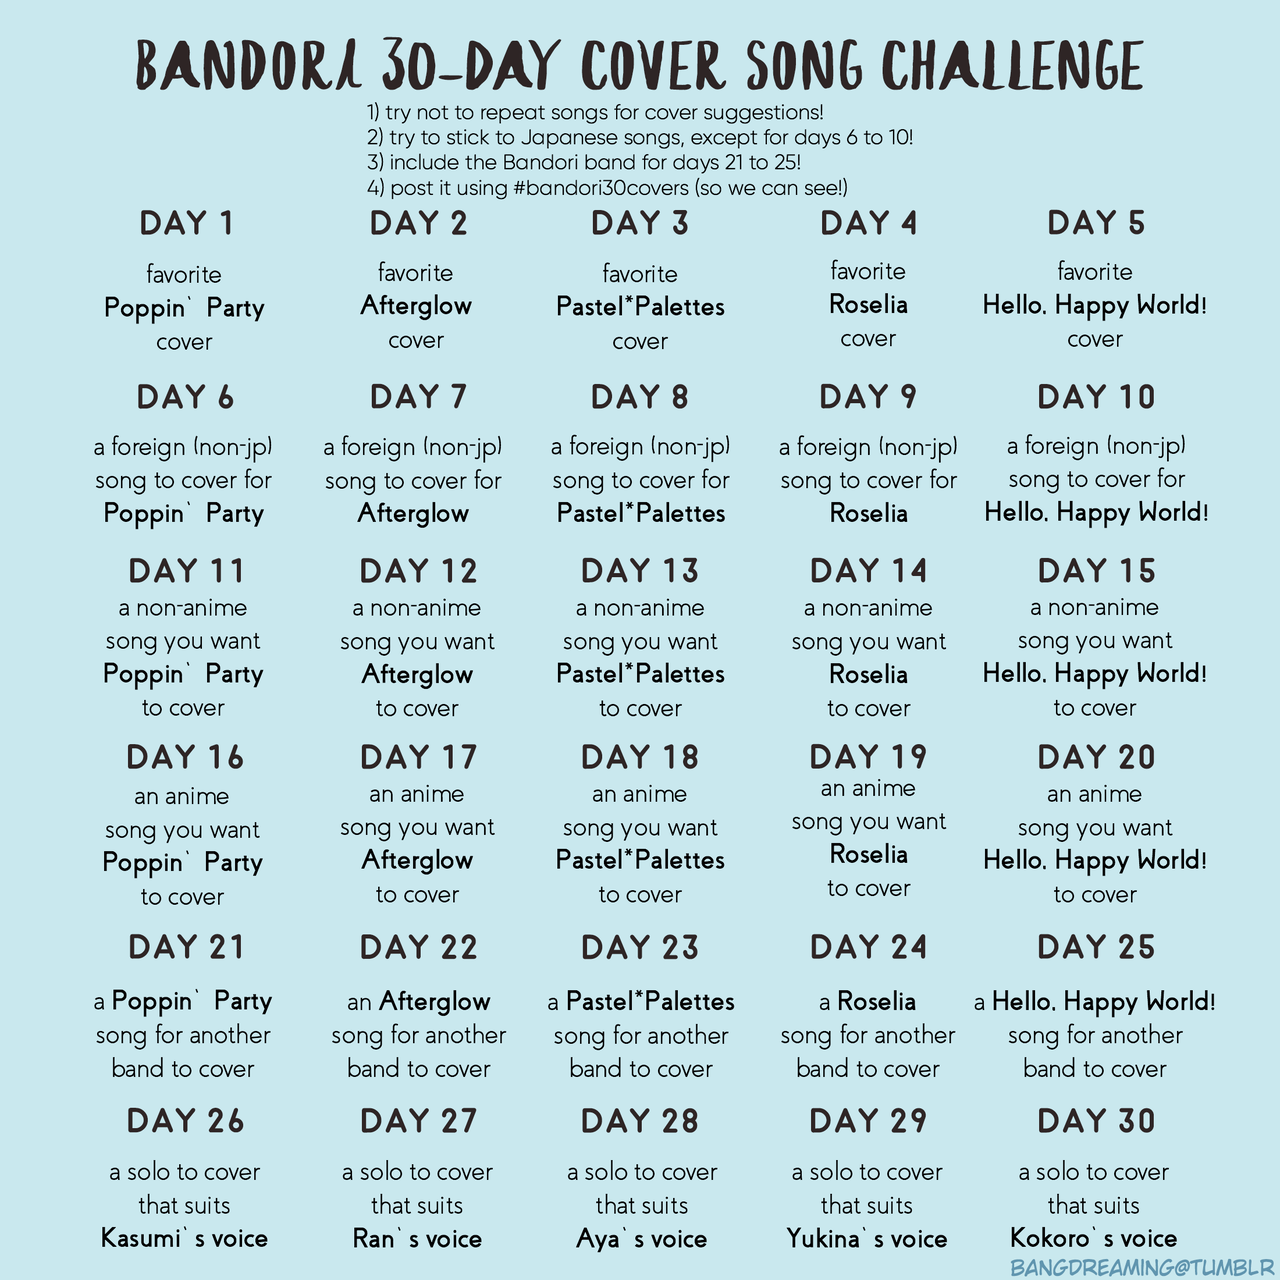 BANDORI 30-DAY COVER SONG CHALLENGE
1) try not to repeat songs for cover suggestions!
2) try to stick to Japanese songs, except for days 6 to 10!
3) include the Bandori band for days 21 to 25!
4) post it using #bandori30covers (so we can see!)
DAY 1
favorite
Poppin` Party
cover
DAY 2
favorite
Afterglow
cover
DAY 3
favorite
Pastel*Palettes
cover
DAY 4
favorite
Roselia
cover
DAY 5
favorite
Hello, Happy World!
cover
DAY 6
a foreign (non-jp)
song to cover for
Poppin` Party
DAY 7
a foreign (non-jp)
song to cover for
Afterglow
DAY 8
a foreign (non-jp)
song to cover for
Pastel*Palettes
DAY 9
a foreign (non-jp)
song to cover for
Roselia
DAY 10
a foreign (non-jp)
song to cover for
Hello, Happy World!
DAY 11
a non-anime
song you want
Poppin` Party
to cover
DAY 12
a non-anime
song you want
Afterglow
to cover
DAY 13
a non-anime
song you want
Pastel*Palettes
to cover
DAY 14
a non-anime
song you want
Roselia
to cover
DAY 15
a non-anime
song you want
Hello, Happy World!
to cover
DAY 16
an anime
song you want
Poppin` Party
to cover
DAY 17
an anime
song you want
Afterglow
to cover
DAY 18
an anime
song you want
Pastel*Palettes
to cover
DAY 19
an anime
song you want
Roselia
to cover
DAY 20
an anime
song you want
Hello, Happy World!
to cover
DAY 21
a Poppin` Party
song for another
band to cover
DAY 22
an Afterglow
song for another
band to cover
DAY 23
a Pastel*Palettes
song for another
band to cover
DAY 24
a Roselia
song for another
band to cover
DAY 25
a Hello, Happy World!
song for another
band to cover
DAY 26
a solo to cover
that suits
Kasumi`s voice
DAY 27
a solo to cover
that suits
Ran`s voice
DAY 28
a solo to cover
that suits
Aya`s voice
DAY 29
a solo to cover
that suits
Yukina`s voice
DAY 30
a solo to cover
that suits
Kokoro`s voice
BANGDREAMING@TUMBLR